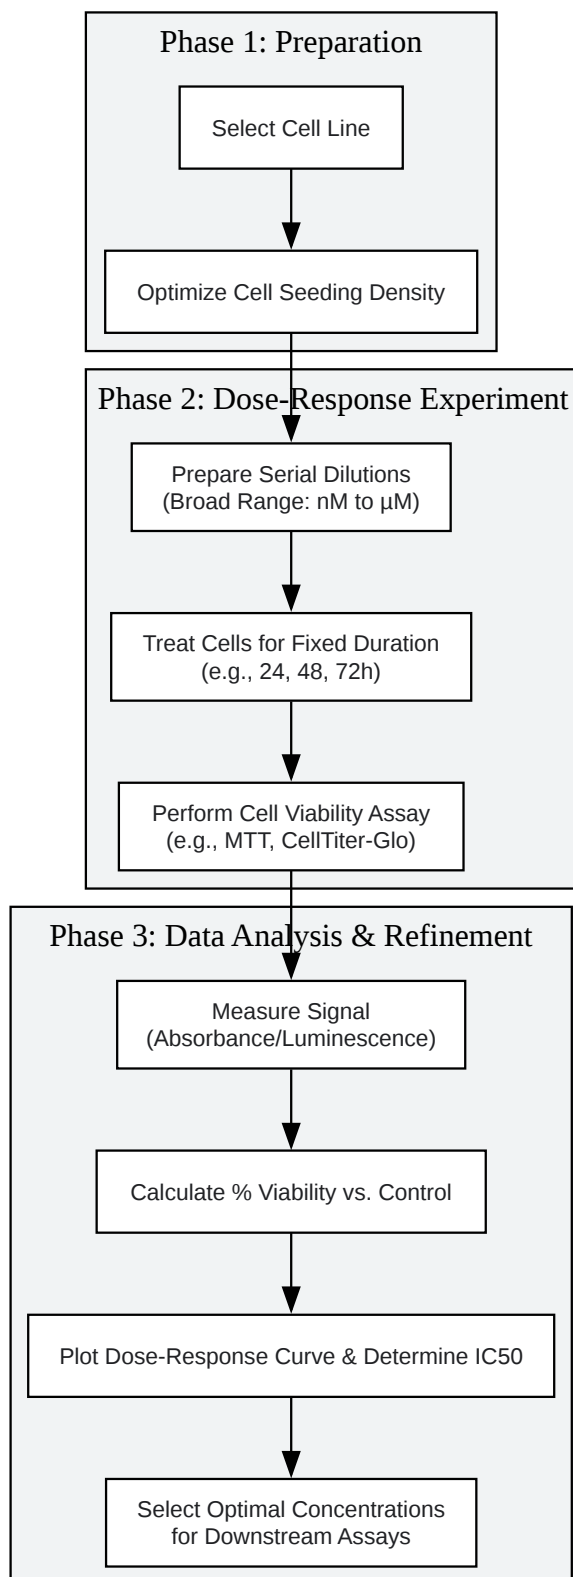 Phase 1: Preparation
Select Cell Line
Optimize Cell Seeding Density
Phase 2: Dose-Response Experiment
Prepare Serial Dilutions
(Broad Range: nM to µM)
Treat Cells for Fixed Duration
(e.g., 24, 48, 72h)
Perform Cell Viability Assay
(e.g., MTT, CellTiter-Glo)
Phase 3: Data Analysis & Refinement
Measure Signal
(Absorbance/Luminescence)
Calculate % Viability vs. Control
Plot Dose-Response Curve & Determine IC50
Select Optimal Concentrations
for Downstream Assays